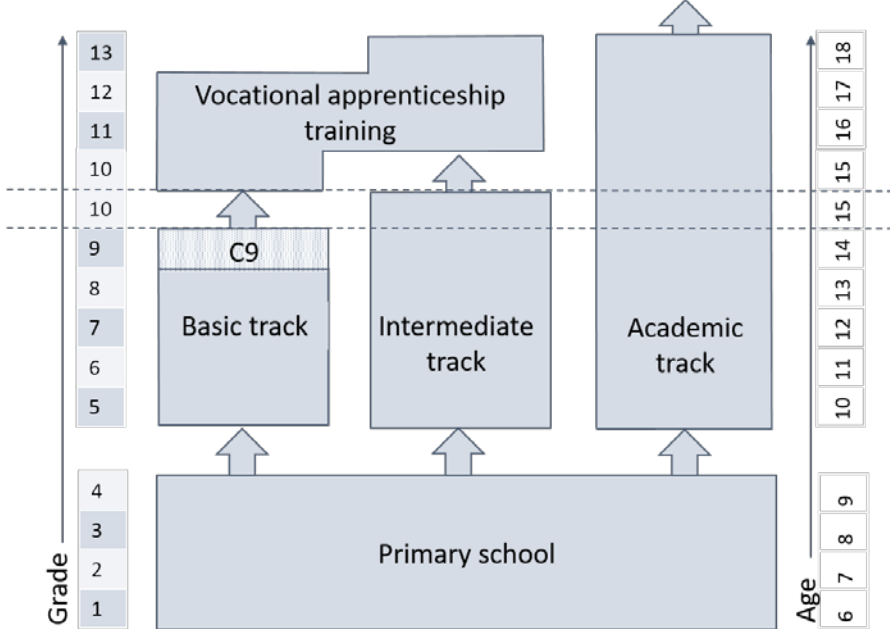 13
18
12
17
Vocational apprenticeship
training
11
16
10
15
10
15
9
C9
14
8
13
7
Basic track
Intermediate
track
Academic
track
12
6
11
5
10
4
9
3
8
Primary school
2
7
1
6
Grade
Age